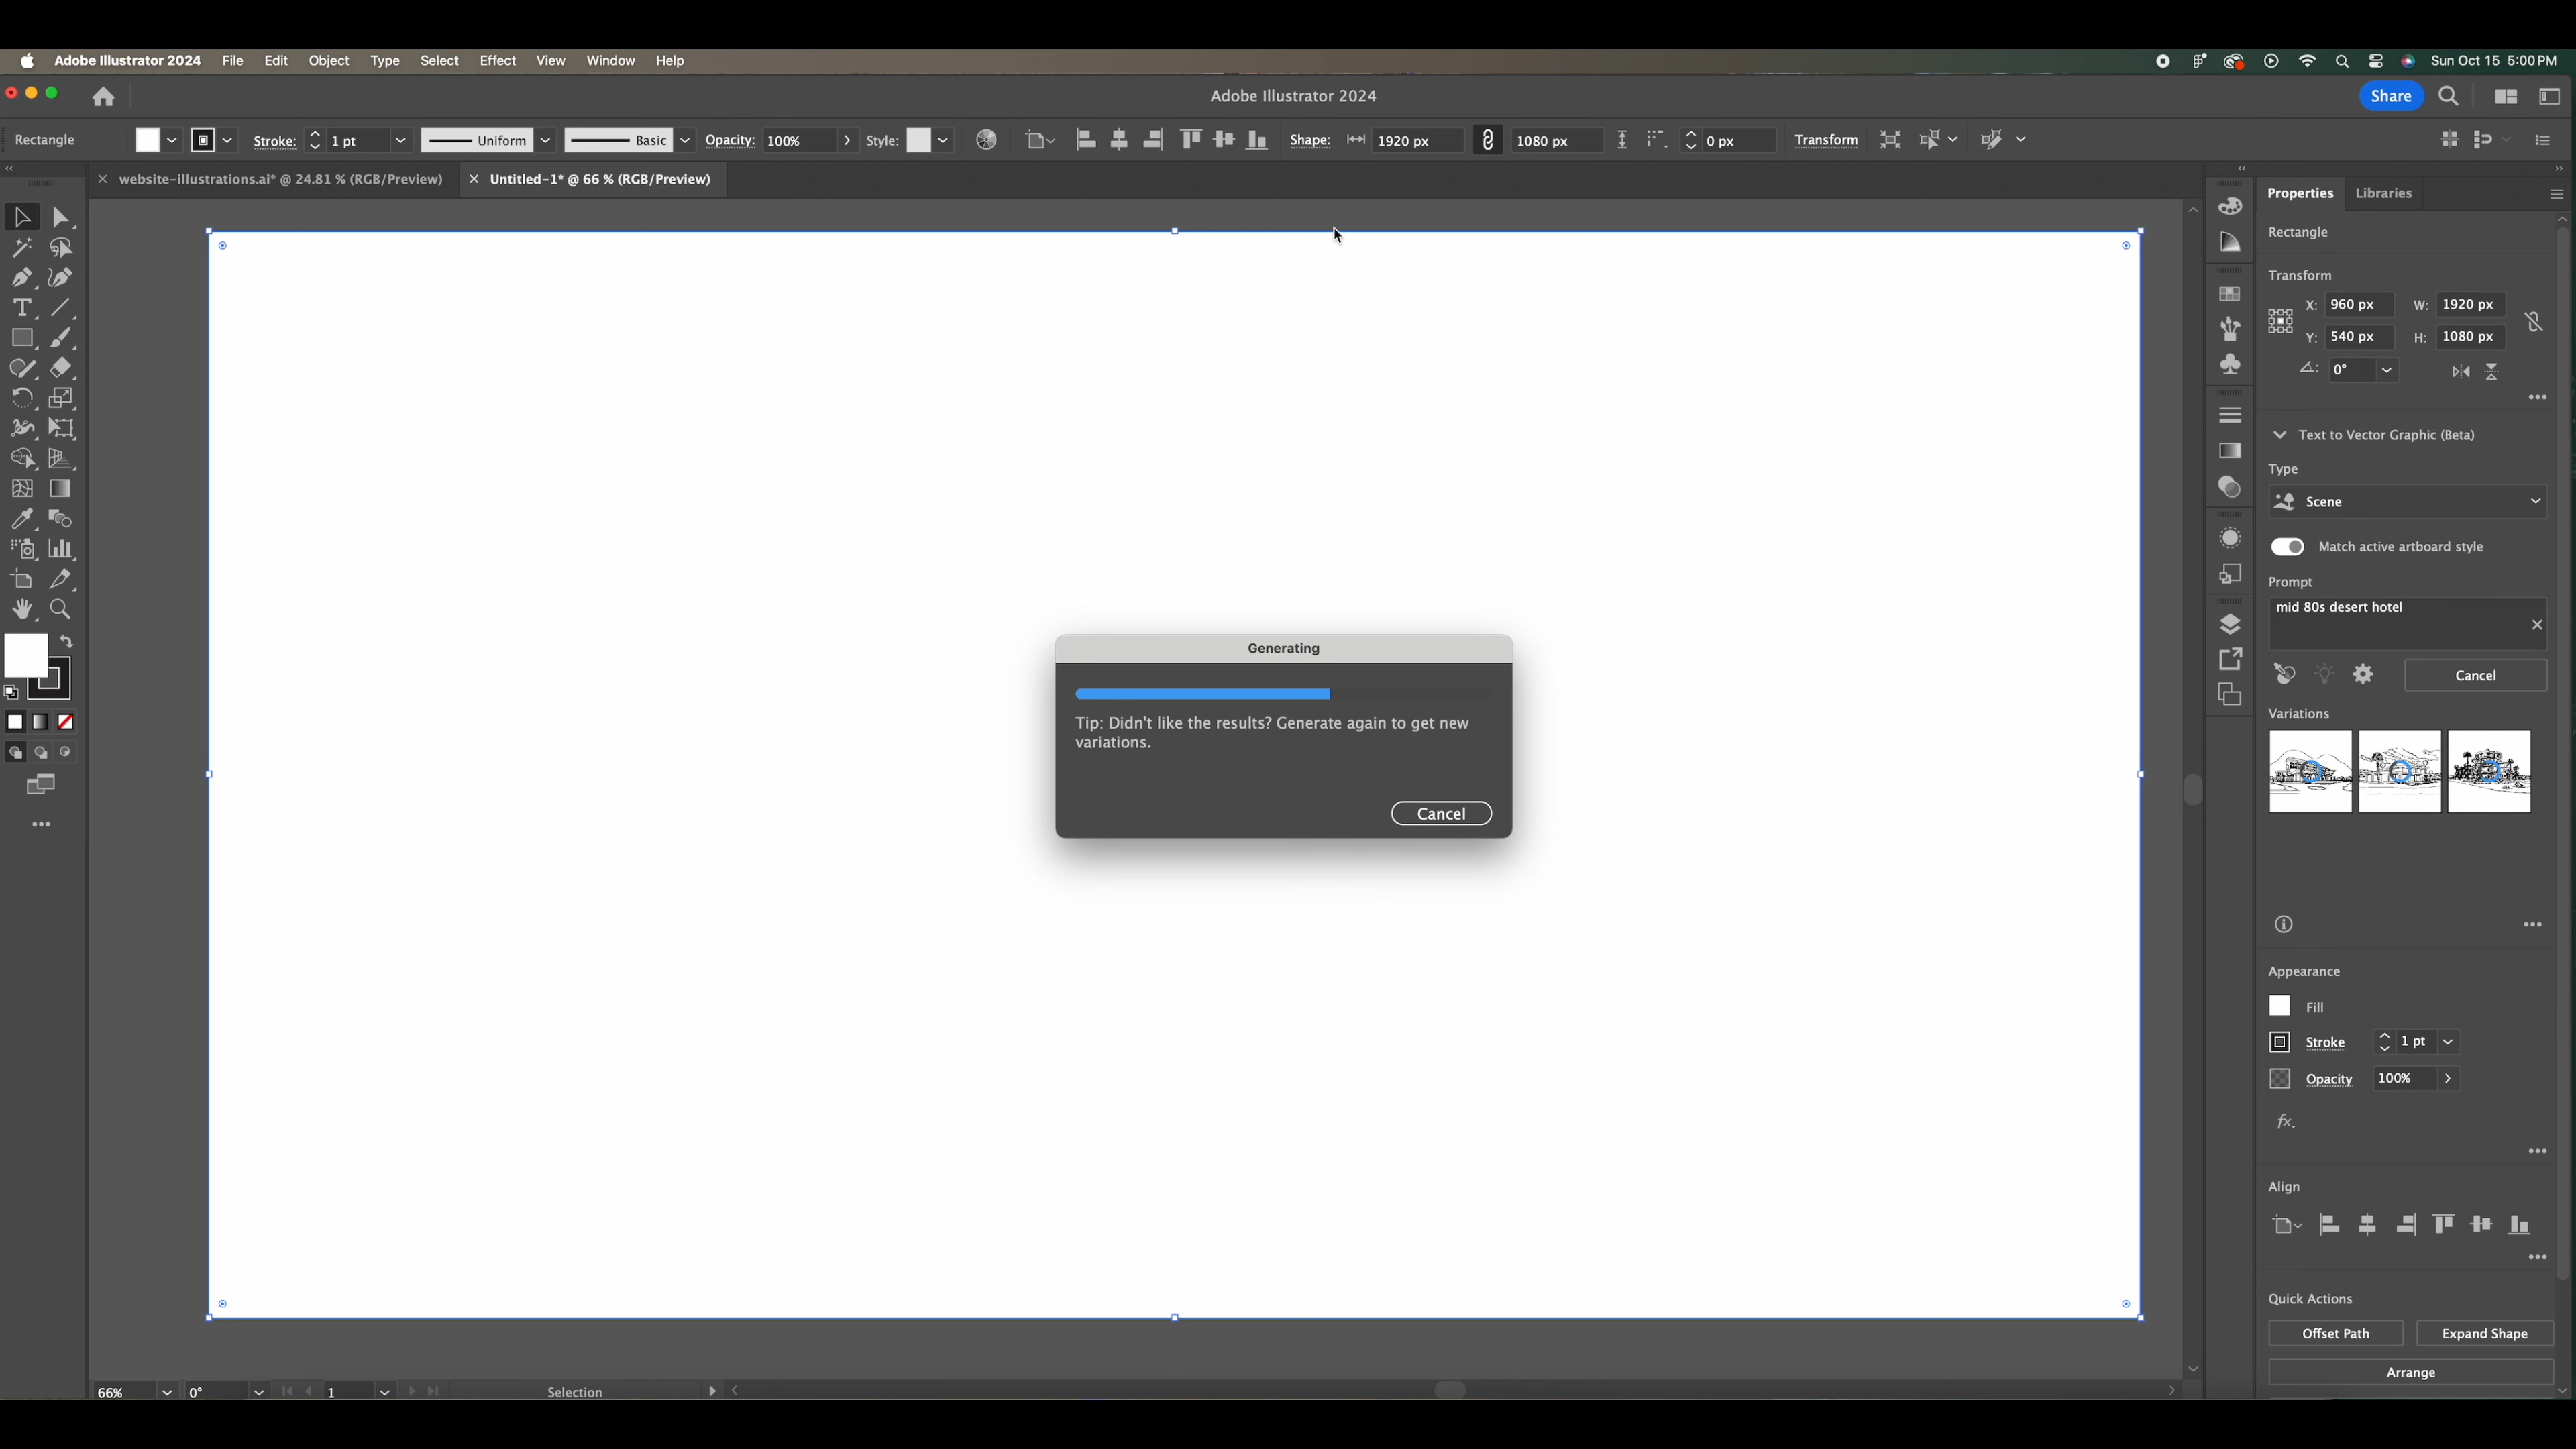 Adobe Illustrator 2024 File Edit Object Type Select Effect View Window Help Sun Oct 15 5:00 PM
Adobe Illustrator 2024 Share
Rectangle Stroke: 1 pt Uniform Basic Opacity: 100% Style: Shape: 1920 px 1080 px 0 px Transform
website-illustrations.ai* @ 24.81 % (RGB/Preview) Untitled-1* @ 66 % (RGB/Preview)
Properties Libraries
Rectangle
Transform
X: 960 px W: 1920 px
Y: 540 px H: 1080 px
0°
Text to Vector Graphic (Beta)
Type
Scene
Match active artboard style
Prompt
mid 80s desert hotel
Cancel
Variations
Generating
Tip: Didn't like the results? Generate again to get new
variations.
Cancel
Appearance
Fill
Stroke 1 pt
Opacity 100%
fx.
Align
Quick Actions
Offset Path Expand Shape
Arrange
66% 0° 1 Selection